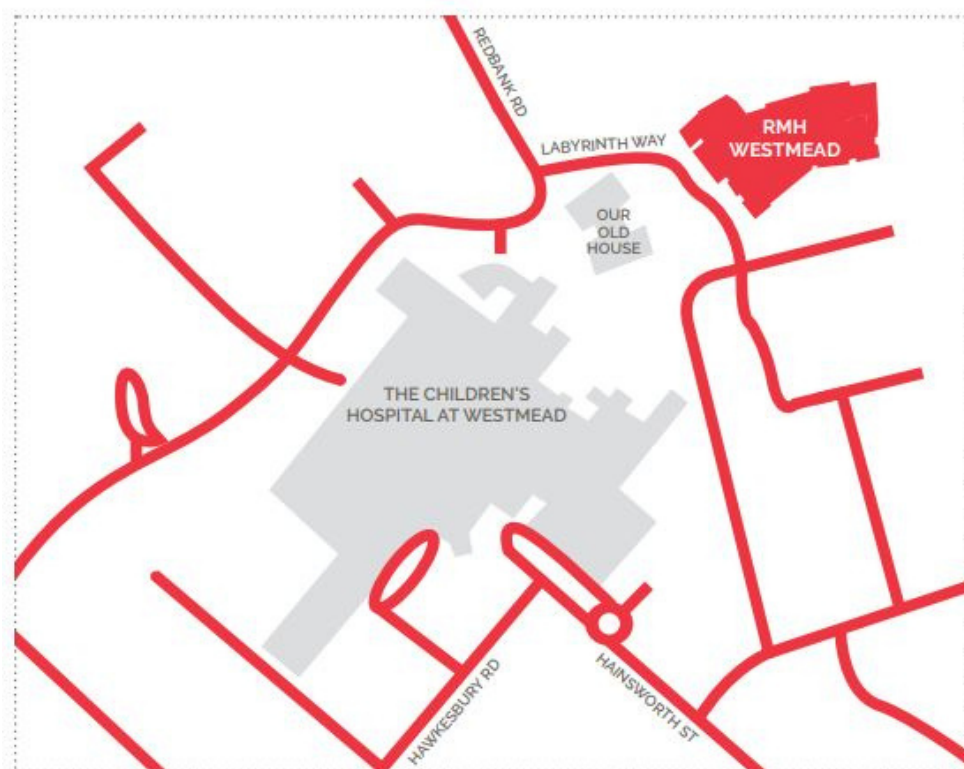 REDBANK RD
LABYRINTH WAY
RMH
WESTMEAD
OUR
OLD
HOUSE
THE CHILDREN'S
HOSPITAL AT WESTMEAD
HAWKESBURY RD
HAINSWORTH ST